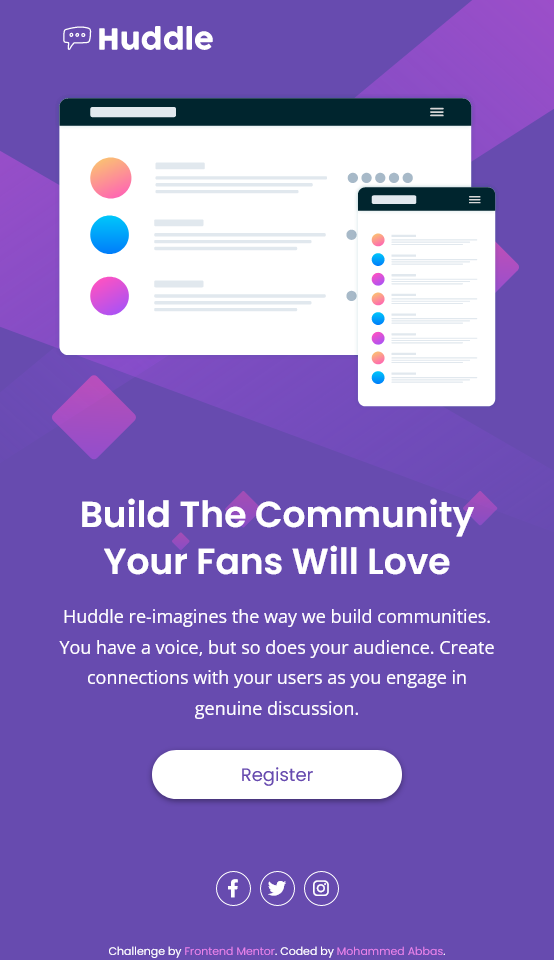 Huddle
Build The Community
Your Fans Will Love
Huddle re-imagines the way we build communities.
You have a voice, but so does your audience. Create
connections with your users as you engage in
genuine discussion.
Register
Challenge by Frontend Mentor. Coded by Mohammed Abbas.